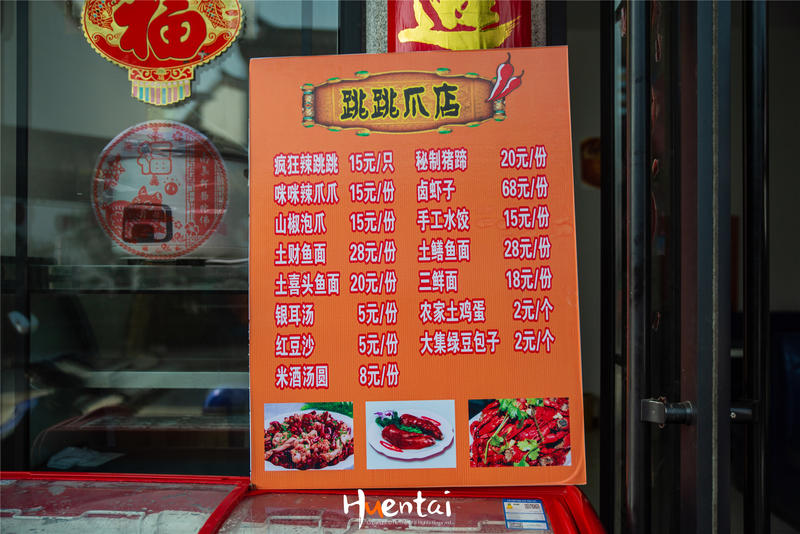 福
跳跳爪店
疯狂辣跳跳 15元/只
咪咪辣爪爪 15元/份
山椒泡爪 15元/份
土财鱼面 28元/份
土喜头鱼面 20元/份
银耳汤 5元/份
红豆沙 5元/份
米酒汤圆 8元/份
秘制猪蹄 20元/份
卤虾子 68元/份
手工水饺 15元/份
土鳝鱼面 28元/份
三鲜面 18元/份
农家土鸡蛋 2元/个
大集绿豆包子 2元/个
Huentai